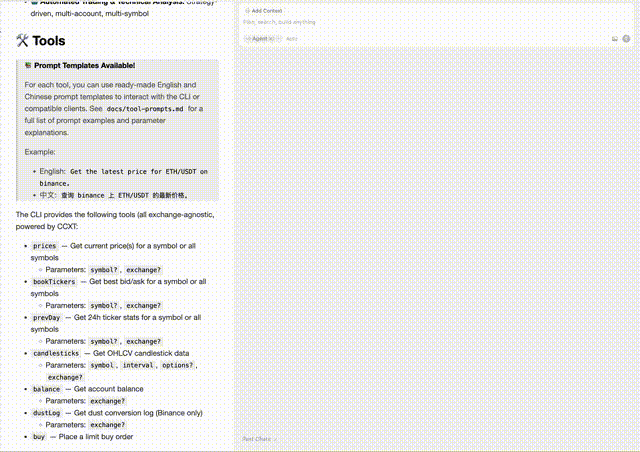 Automated Trading & Technical Analysis: Strategy-
driven, multi-account, multi-symbol
🛠 Tools
Prompt Templates Available!
For each tool, you can use ready-made English and
Chinese prompt templates to interact with the CLI or
compatible clients. See docs/tool-prompts.md for a
full list of prompt examples and parameter
explanations.
Example:
• English: Get the latest price for ETH/USDT on
binance.
• 中文: 查询 binance 上 ETH/USDT 的最新价格。
The CLI provides the following tools (all exchange-agnostic,
powered by CCXT:
• prices — Get current price(s) for a symbol or all
symbols
◦ Parameters: symbol?, exchange?
• bookTickers — Get best bid/ask for a symbol or all
symbols
◦ Parameters: symbol?, exchange?
• prevDay — Get 24h ticker stats for a symbol or all
symbols
◦ Parameters: symbol?, exchange?
• candlesticks — Get OHLCV candlestick data
◦ Parameters: symbol, interval, options?,
exchange?
• balance — Get account balance
◦ Parameters: exchange?
• dustLog — Get dust conversion log (Binance only)
◦ Parameters: exchange?
• buy — Place a limit buy order
Add Context
Plan, search, build anything
Agent
Auto
Past Chats